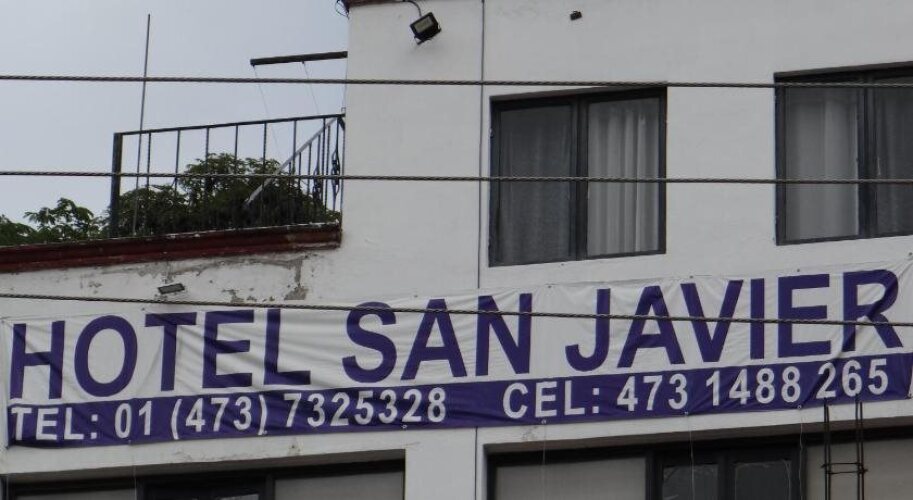 HOTEL SAN JAVIER
TEL: 01 (473) 7325328 CEL: 473 1488 265